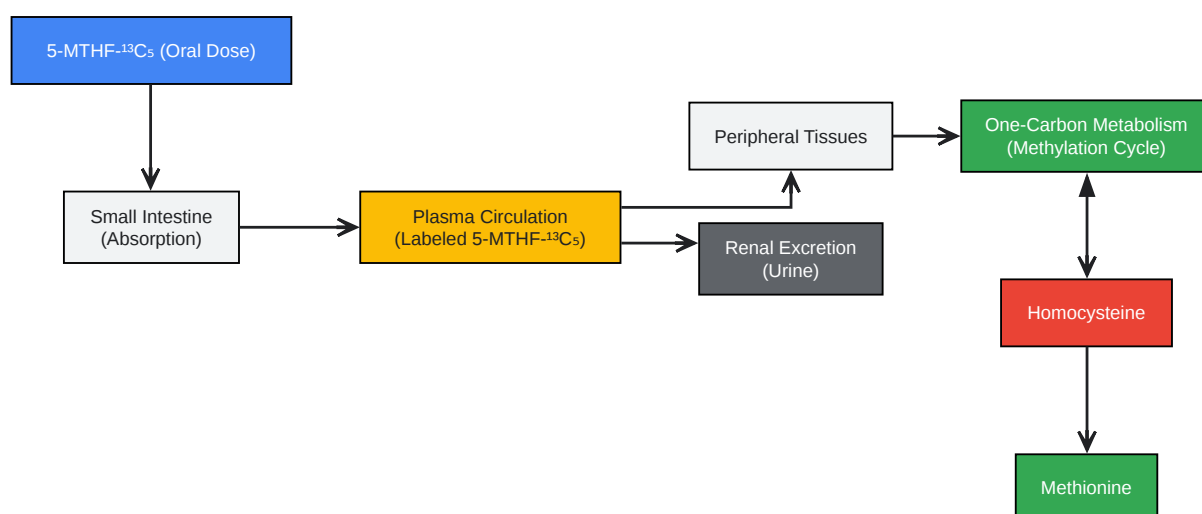 5-MTHF-¹³C₅ (Oral Dose)
Small Intestine
(Absorption)
Plasma Circulation
(Labeled 5-MTHF-¹³C₅)
Peripheral Tissues
Renal Excretion
(Urine)
One-Carbon Metabolism
(Methylation Cycle)
Homocysteine
Methionine